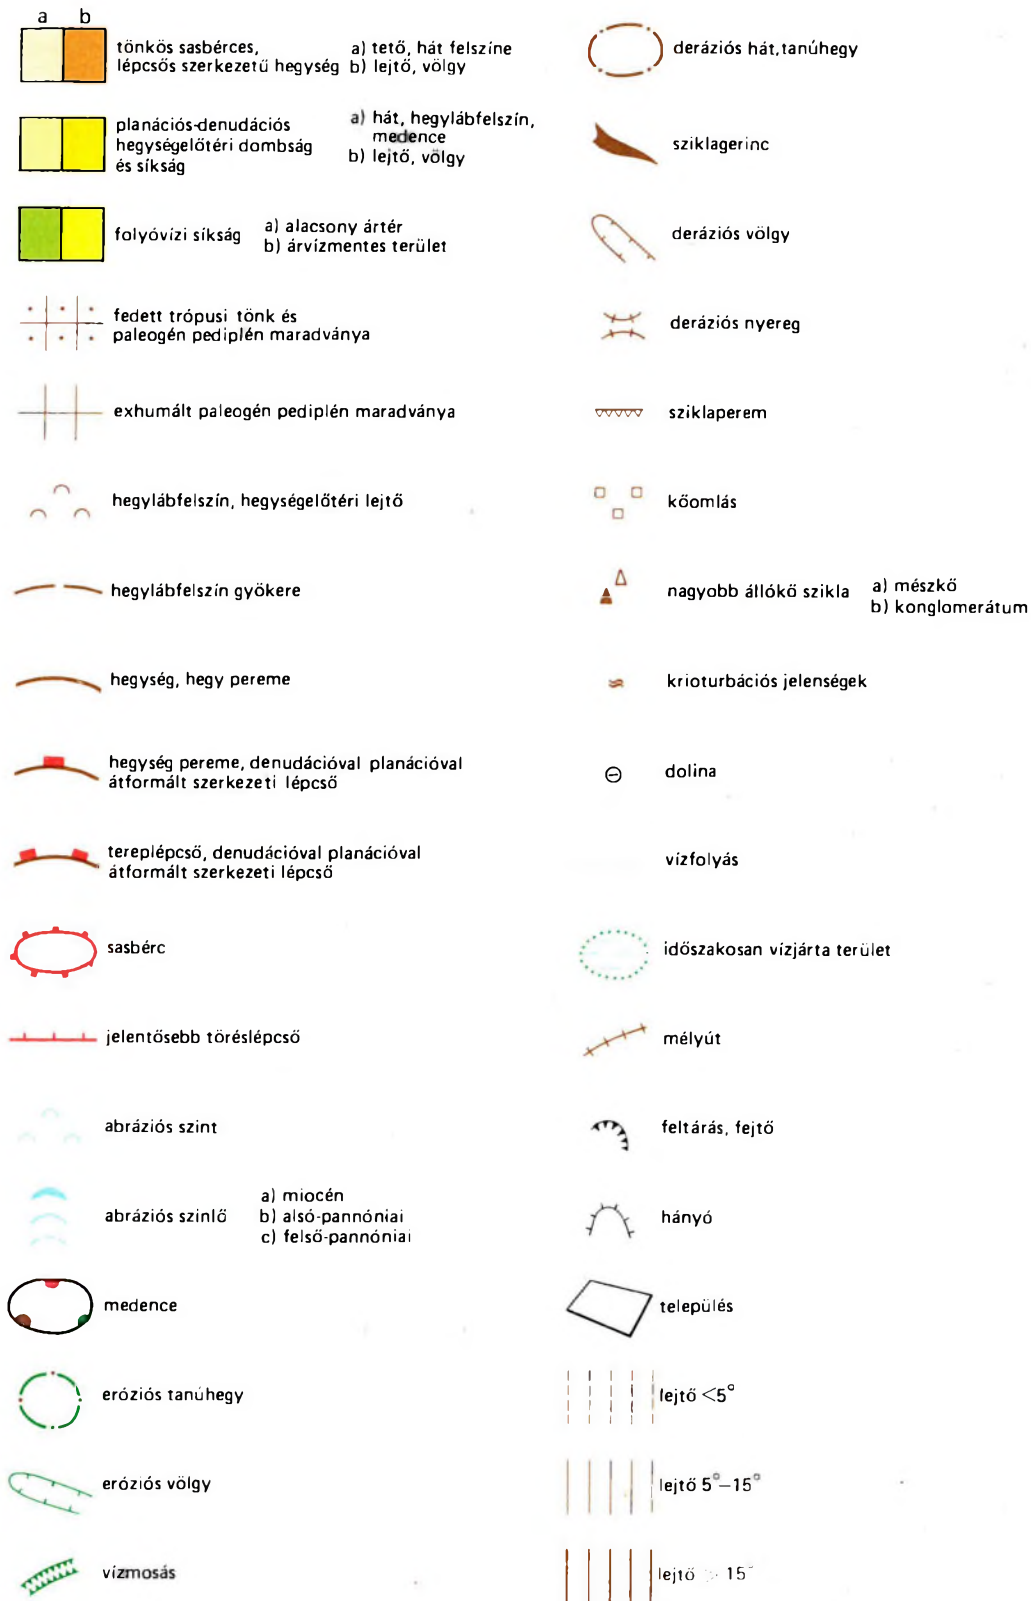 a b
tönkös sasbérces,
lépcsős szerkezetű hegység
a) tető, hát felszíne
b) lejtő, völgy
planációs-denudációs
hegységelőtéri dombság
és síkság
a) hát, hegylábfelszín,
medence
b) lejtő, völgy
folyóvízi síkság
a) alacsony ártér
b) árvízmentes terület
fedett trópusi tönk és
paleogén pediplén maradványa
exhumált paleogén pediplén maradványa
hegylábfelszín, hegységelőtéri lejtő
hegylábfelszín gyökere
hegység, hegy pereme
hegység pereme, denudációval planációval
átformált szerkezeti lépcső
tereplépcső, denudációval planációval
átformált szerkezeti lépcső
sasbérc
jelentősebb töréslépcső
abráziós szint
abráziós színlő
a) miocén
b) alsó-pannóniai
c) felső-pannóniai
medence
eróziós tanúhegy
eróziós völgy
vízmosás
deráziós hát, tanúhegy
sziklagerinc
deráziós völgy
deráziós nyereg
sziklaperem
kőomlás
nagyobb állókő szikla
a) mészkő
b) konglomerátum
krioturbációs jelenségek
dolina
vízfolyás
időszakosan vízjárta terület
mélyút
feltárás, fejtő
hányó
település
lejtő <5°
lejtő 5°–15°
lejtő 15°